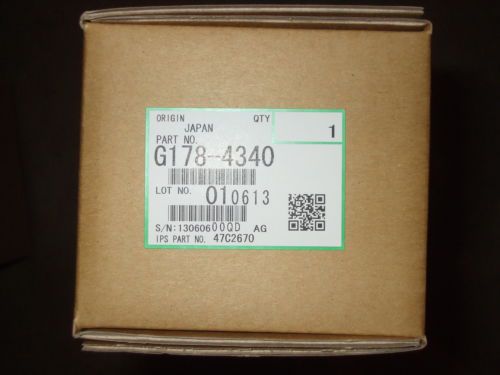 ORIGIN QTY
JAPAN 1
PART NO.
G178-4340
LOT NO. 010613
S/N:13060600QD AG
IPS PART NO. 47C2670